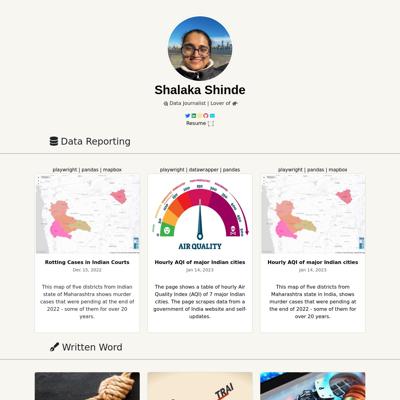 Shalaka Shinde
Data Journalist | Lover of
Resume
Data Reporting
playwright | pandas | mapbox
playwright | datawrapper | pandas
playwright | pandas | mapbox
AIR QUALITY
Rotting Cases in Indian Courts
Dec 15, 2022
This map of five districts from Indian
state of Maharashtra shows murder
cases that were pending at the end of
2022 - some of them for over 20
years.
Hourly AQI of major Indian cities
Jan 14, 2023
The page shows a table of hourly Air
Quality Index (AQI) of 7 major Indian
cities. The page scrapes data from a
government of India website and self-
updates.
Hourly AQI of major Indian cities
Jan 14, 2023
This map of five districts from
Maharashtra state in India, shows
murder cases that were pending at
the end of 2022 - some of them for
over 20 years.
Written Word
TRAI